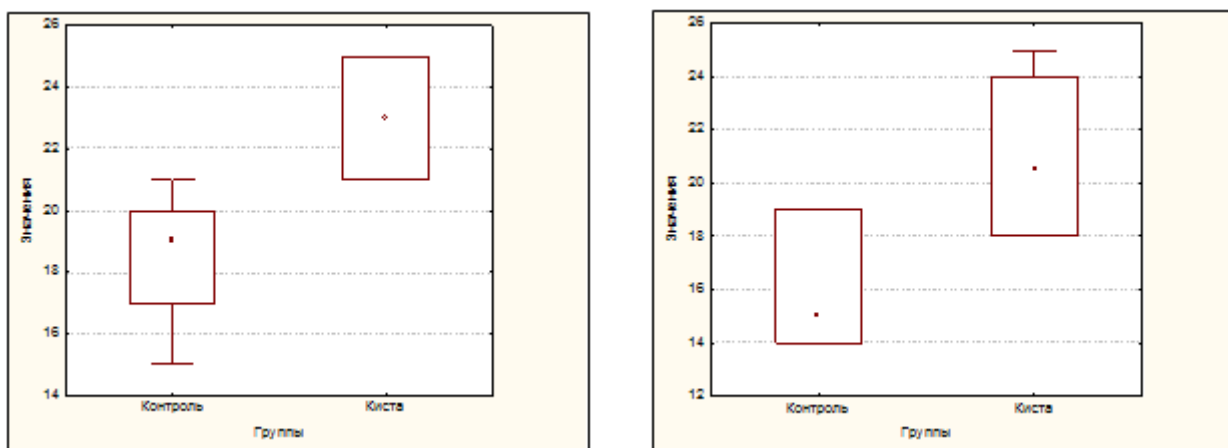 26
24
22
20
18
16
14
Значения
Контроль
Киста
Группы
26
24
22
20
18
16
14
12
Значения
Контроль
Киста
Группы